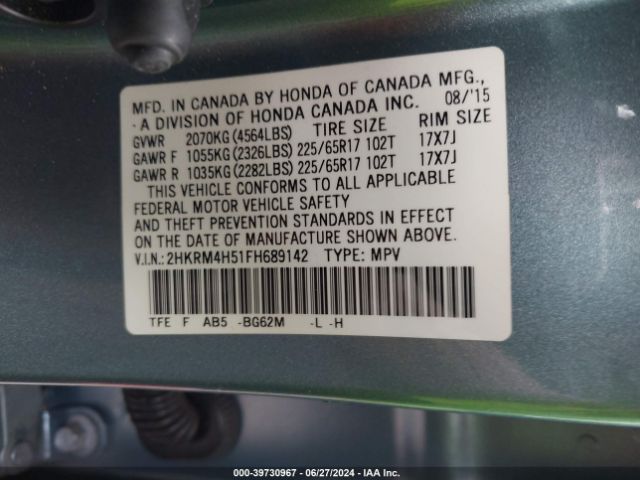 MFD. IN CANADA BY HONDA OF CANADA MFG.,
- A DIVISION OF HONDA CANADA INC. 08/'15
GVWR 2070KG (4564LBS) TIRE SIZE RIM SIZE
GAWR F 1055KG (2326LBS) 225/65R17 102T 17X7J
GAWR R 1035KG (2282LBS) 225/65R17 102T 17X7J
THIS VEHICLE CONFORMS TO ALL APPLICABLE
FEDERAL MOTOR VEHICLE SAFETY
AND THEFT PREVENTION STANDARDS IN EFFECT
ON THE DATE OF MANUFACTURE SHOWN ABOVE.
V.I.N.:2HKRM4H51FH689142 TYPE: MPV
TFE F AB5 -BG62M -L -H
000-39730967 - 06/27/2024 - IAA Inc.